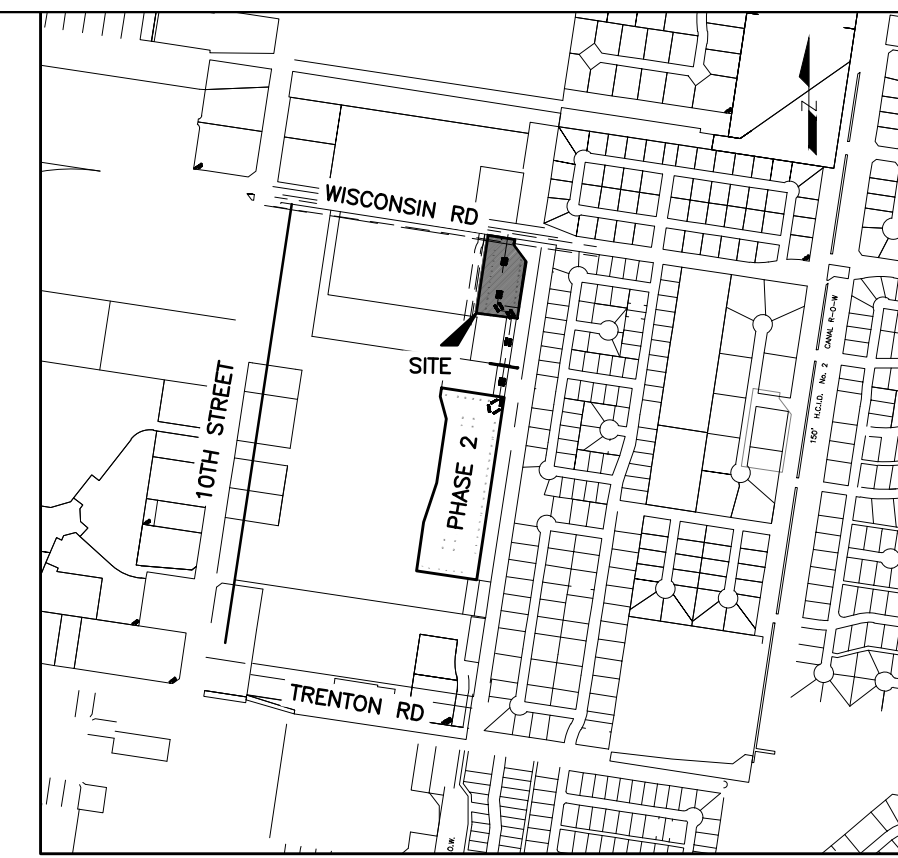 N
WISCONSIN RD
SITE
10TH STREET
PHASE 2
TRENTON RD
150' H.C.I.D. No. 2 CANAL R-O-W
O.W.